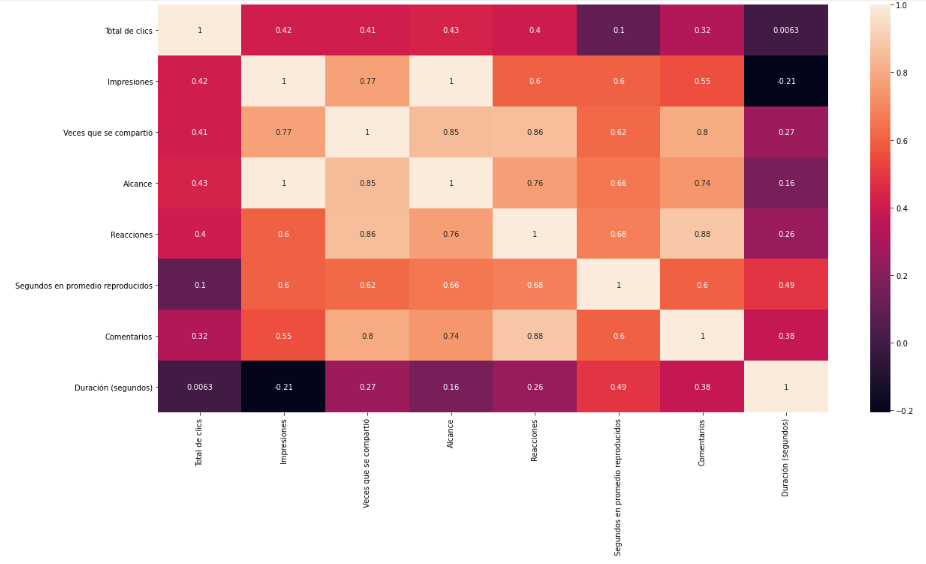 Total de clics 1 0.42 0.41 0.43 0.4 0.1 0.32 0.0063
Impresiones 0.42 1 0.77 1 0.6 0.6 0.55 -0.21
Veces que se compartió 0.41 0.77 1 0.85 0.86 0.62 0.8 0.27
Alcance 0.43 1 0.85 1 0.76 0.66 0.74 0.16
Reacciones 0.4 0.6 0.86 0.76 1 0.68 0.88 0.26
Segundos en promedio reproducidos 0.1 0.6 0.62 0.66 0.68 1 0.6 0.49
Comentarios 0.32 0.55 0.8 0.74 0.88 0.6 1 0.38
Duración (segundos) 0.0063 -0.21 0.27 0.16 0.26 0.49 0.38 1
Total de clics
Impresiones
Veces que se compartió
Alcance
Reacciones
Segundos en promedio reproducidos
Comentarios
Duración (segundos)
1.0
0.8
0.6
0.4
0.2
0.0
−0.2